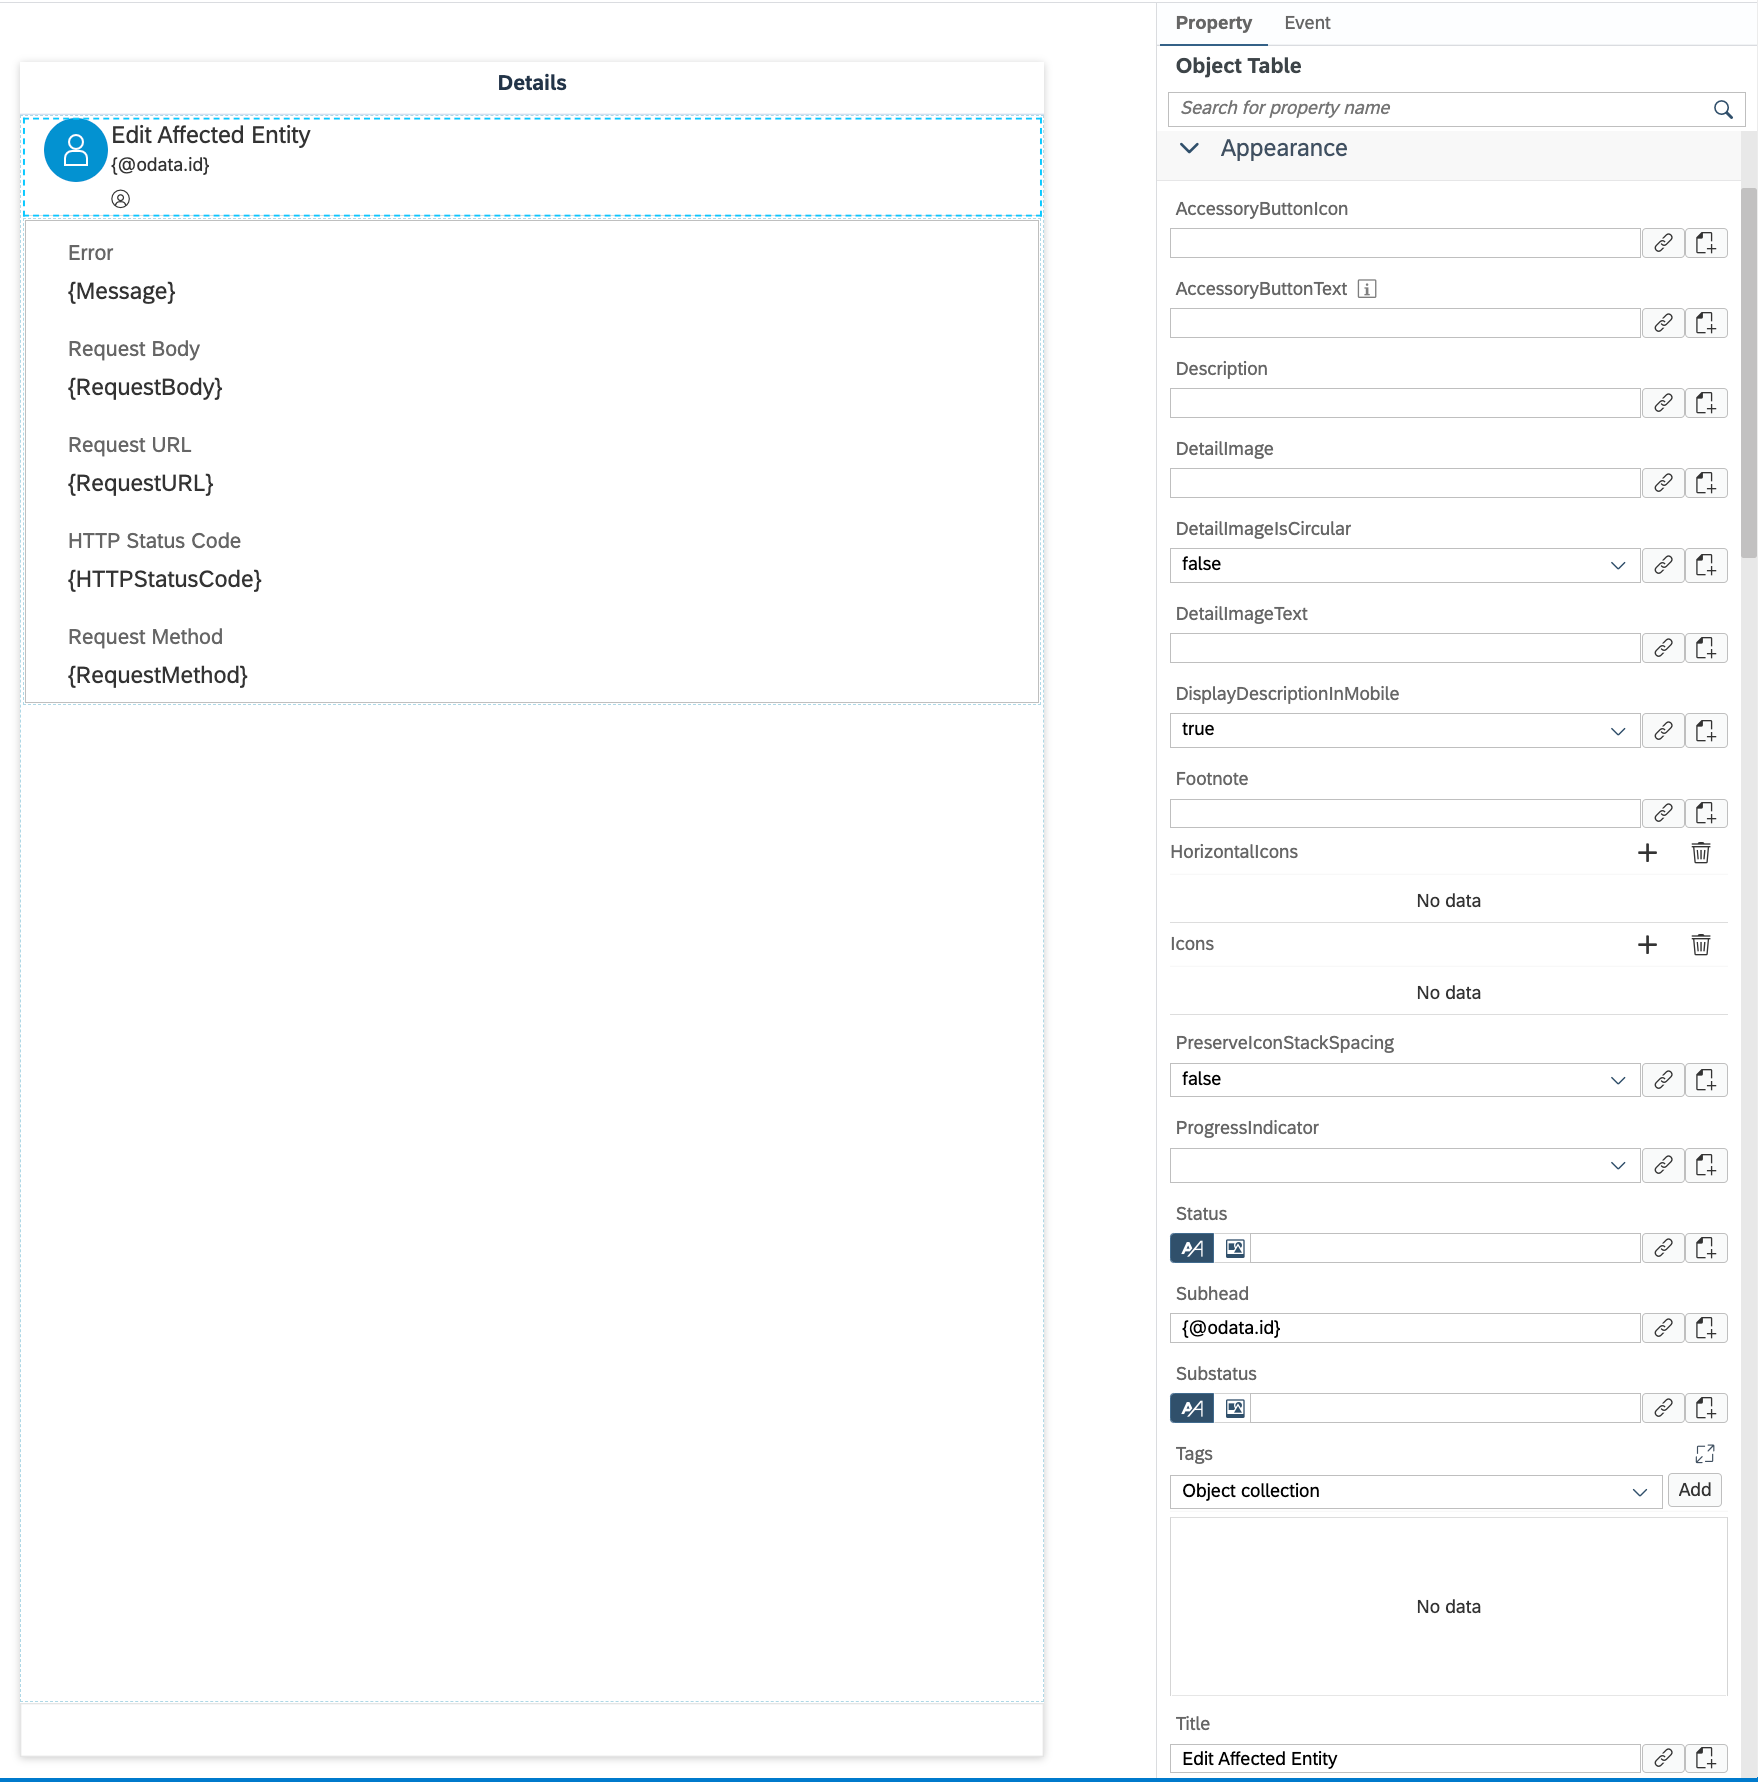 Details
Edit Affected Entity
{@odata.id}
Error
{Message}
Request Body
{RequestBody}
Request URL
{RequestURL}
HTTP Status Code
{HTTPStatusCode}
Request Method
{RequestMethod}
Property Event
Object Table
Search for property name
Appearance
AccessoryButtonIcon
AccessoryButtonText
Description
DetailImage
DetailImageIsCircular
false
DetailImageText
DisplayDescriptionInMobile
true
Footnote
HorizontalIcons
No data
Icons
No data
PreserveIconStackSpacing
false
ProgressIndicator
Status
Subhead
{@odata.id}
Substatus
Tags
Object collection Add
No data
Title
Edit Affected Entity